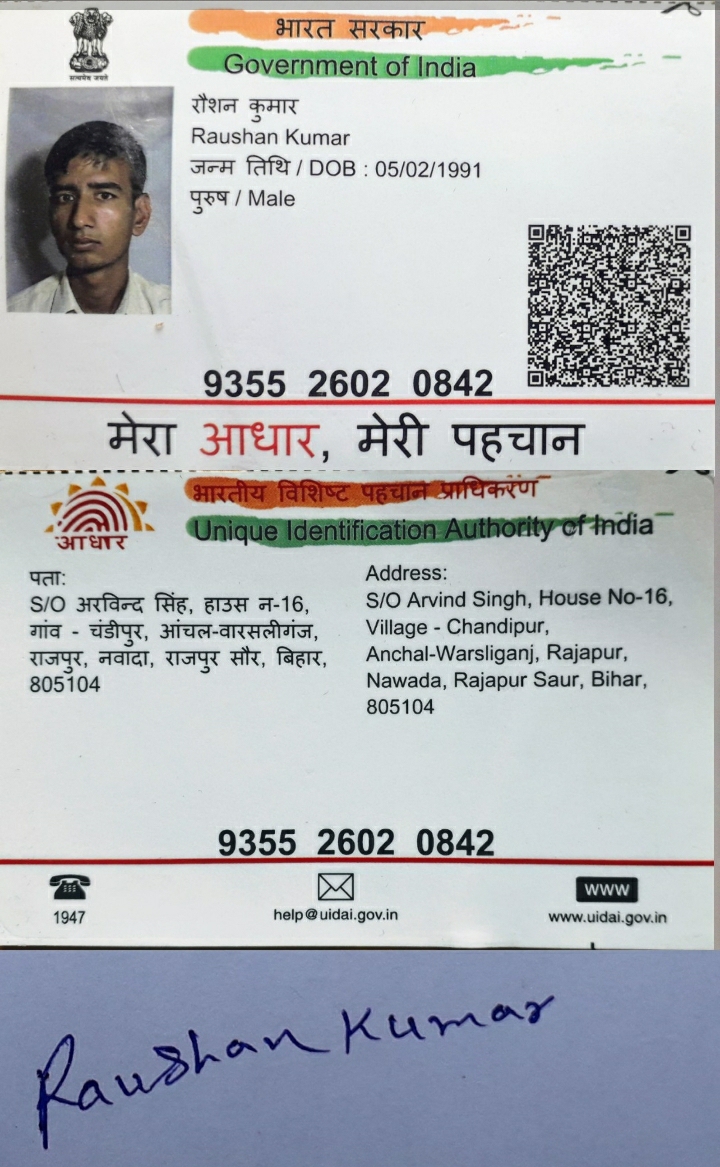 सत्यमेव जयते
भारत सरकार
Government of India
रौशन कुमार
Raushan Kumar
जन्म तिथि / DOB : 05/02/1991
पुरुष / Male
9355 2602 0842
मेरा आधार, मेरी पहचान
भारतीय विशिष्ट पहचान प्राधिकरण
Unique Identification Authority of India
आधार
पता:
S/O अरविन्द सिंह, हाउस न-16,
गांव - चंडीपुर, आंचल-वारसलीगंज,
राजपुर, नवादा, राजपुर सौर, बिहार,
805104
Address:
S/O Arvind Singh, House No-16,
Village - Chandipur,
Anchal-Warsliganj, Rajapur,
Nawada, Rajapur Saur, Bihar,
805104
9355 2602 0842
1947
help@uidai.gov.in
www
www.uidai.gov.in
Raushan Kumar